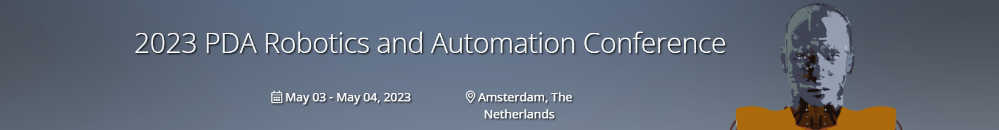 2023 PDA Robotics and Automation Conference
May 03 - May 04, 2023
Amsterdam, The
Netherlands